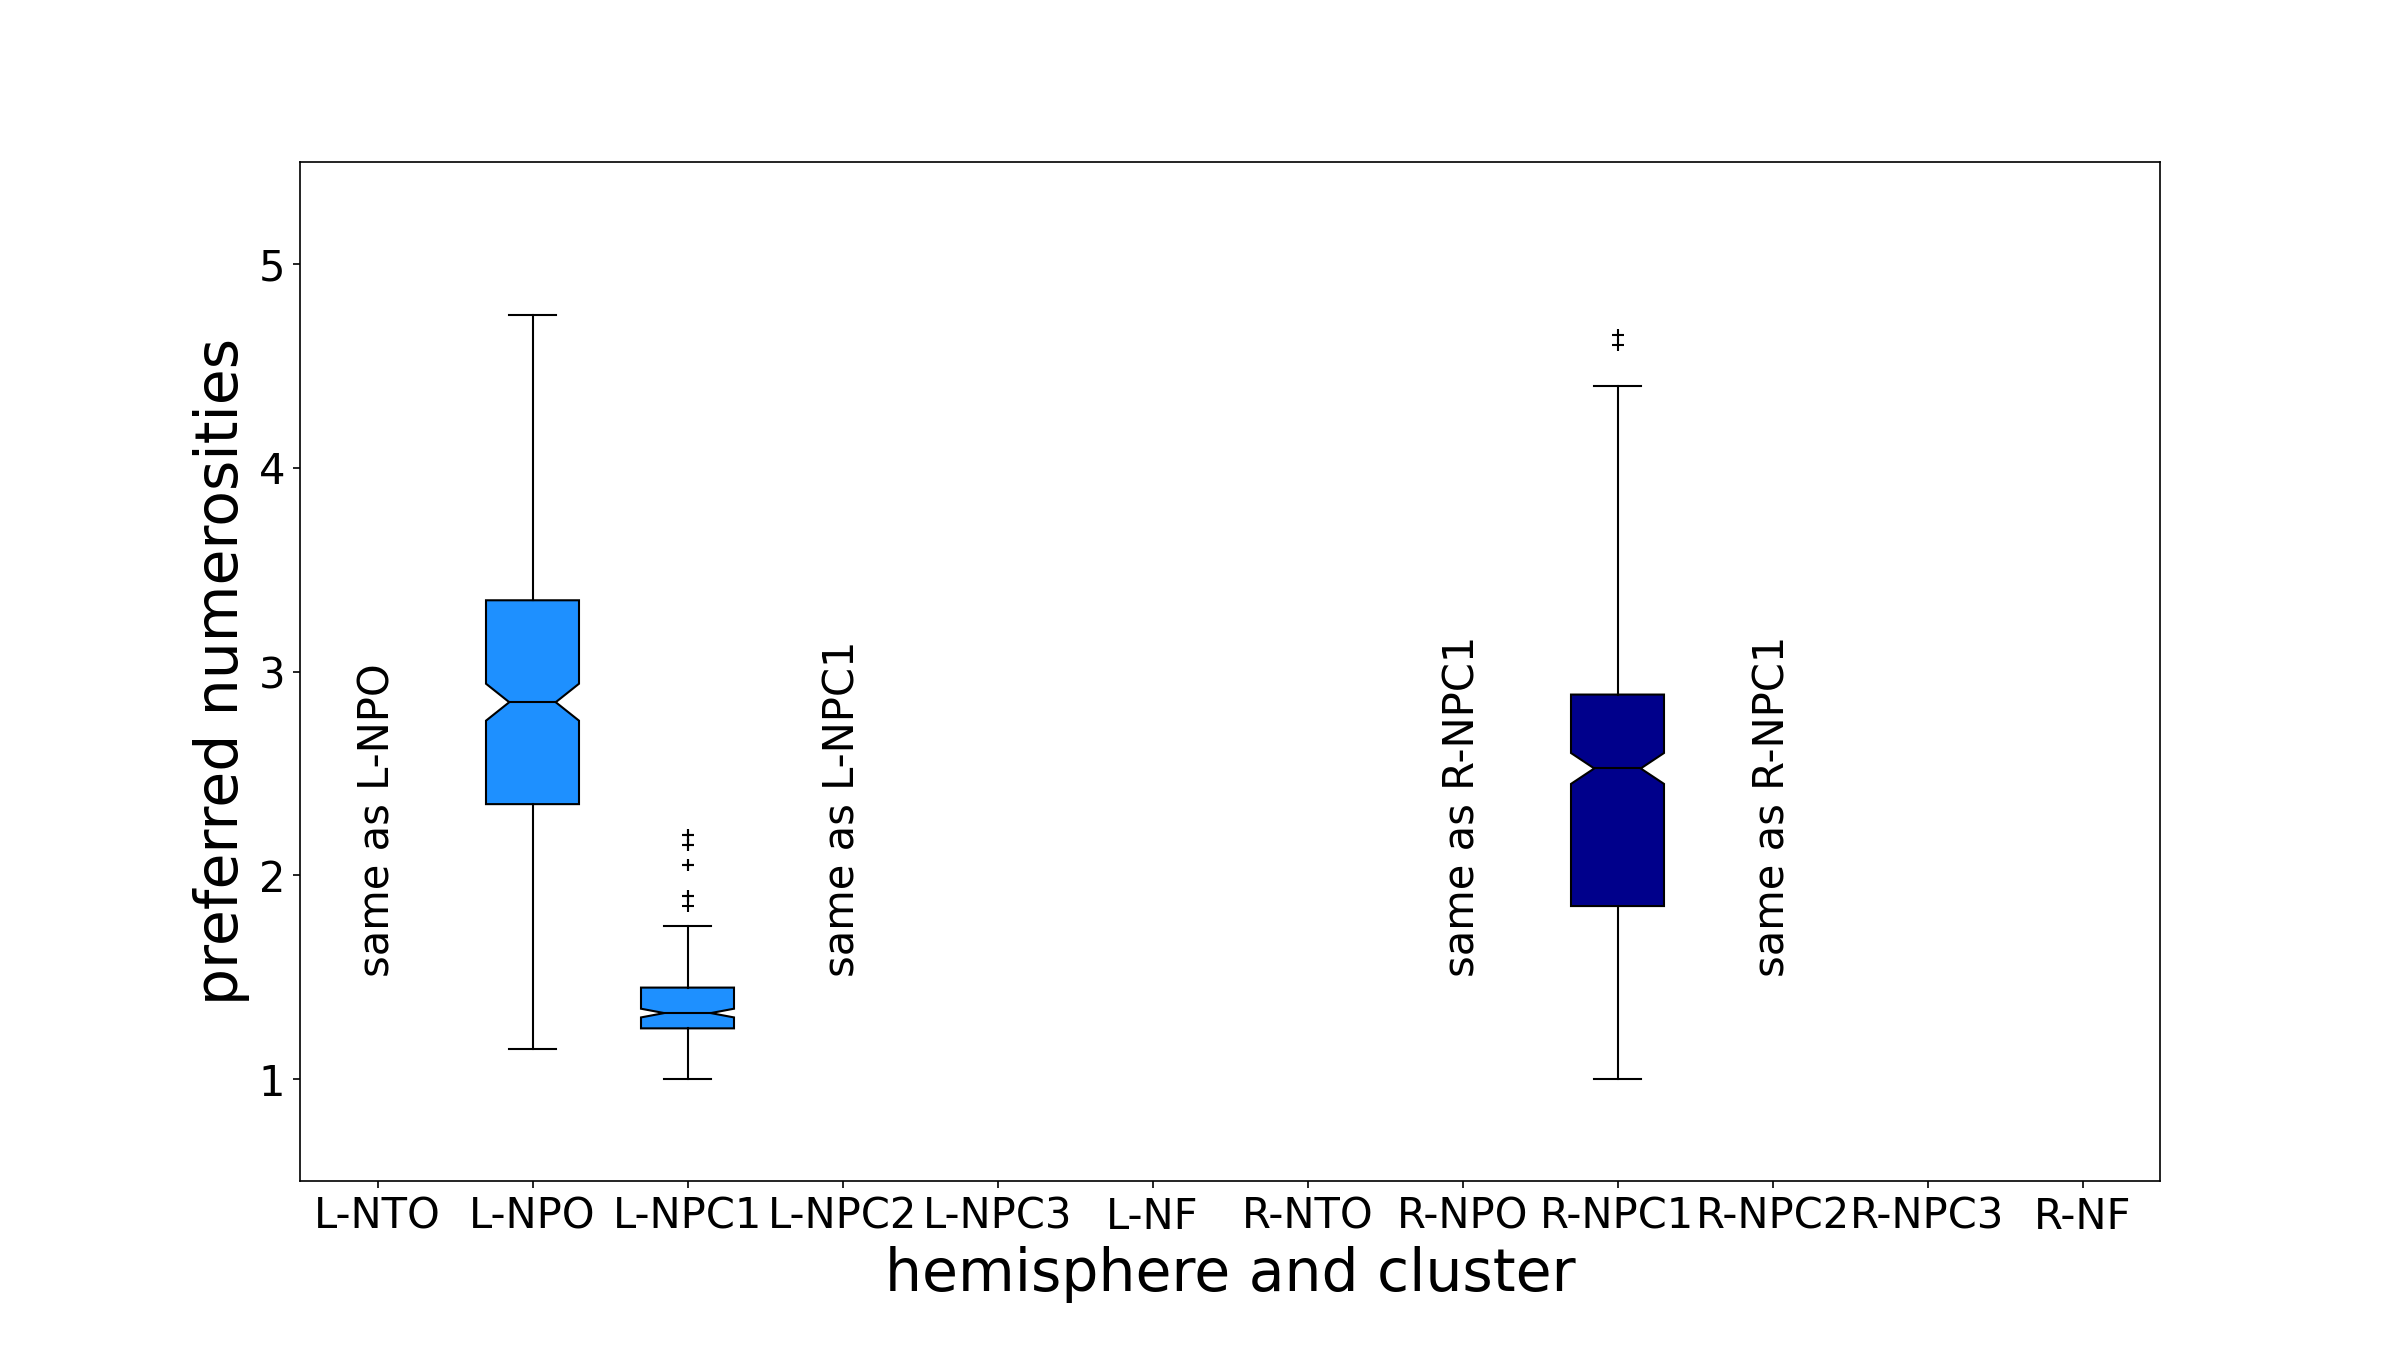 preferred numerosities
5
4
3
2
1
same as L-NPO
same as L-NPC1
same as R-NPC1
same as R-NPC1
L-NTO L-NPO L-NPC1 L-NPC2 L-NPC3 L-NF R-NTO R-NPO R-NPC1 R-NPC2 R-NPC3 R-NF
hemisphere and cluster